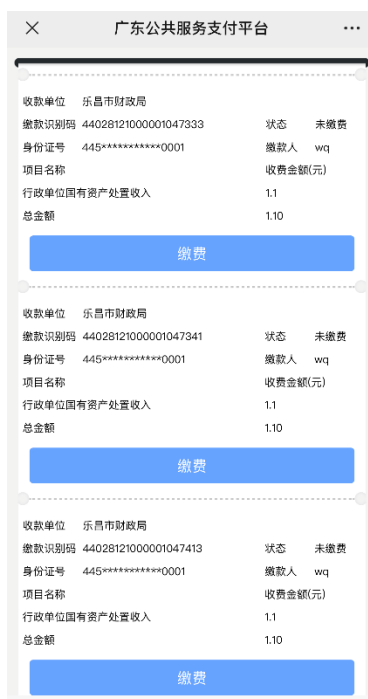 广东公共服务支付平台
收款单位 乐昌市财政局
缴款识别码 44028121000001047333 状态 未缴费
身份证号 445***********0001 缴款人 wq
项目名称 收费金额(元)
行政单位国有资产处置收入 1.1
总金额 1.10
缴费
收款单位 乐昌市财政局
缴款识别码 44028121000001047341 状态 未缴费
身份证号 445***********0001 缴款人 wq
项目名称 收费金额(元)
行政单位国有资产处置收入 1.1
总金额 1.10
缴费
收款单位 乐昌市财政局
缴款识别码 44028121000001047413 状态 未缴费
身份证号 445***********0001 缴款人 wq
项目名称 收费金额(元)
行政单位国有资产处置收入 1.1
总金额 1.10
缴费